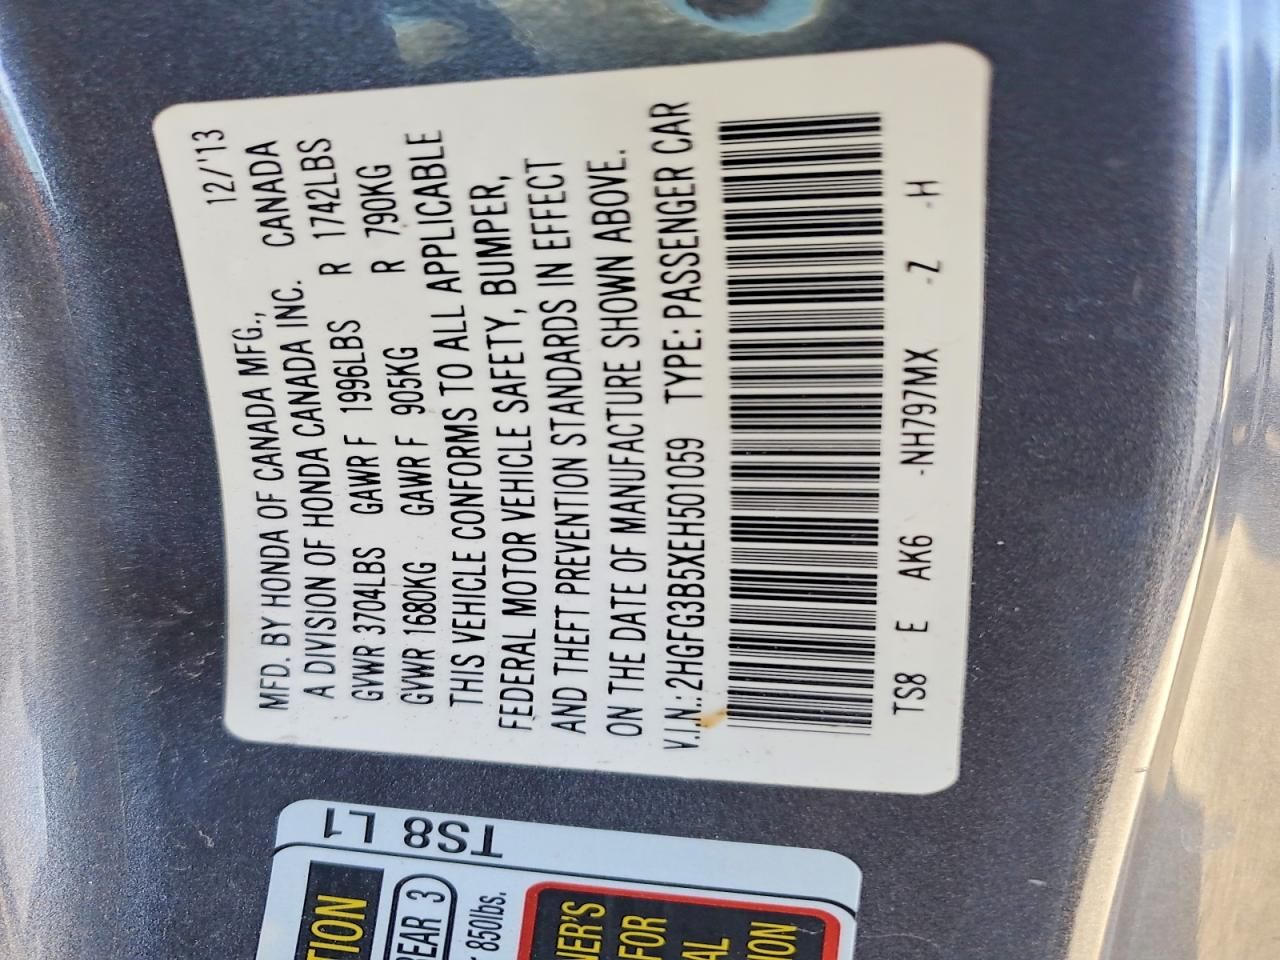 12/'13
MFD. BY HONDA OF CANADA MFG., CANADA
A DIVISION OF HONDA CANADA INC.
GVWR 3704LBS GAWR F 1996LBS R 1742LBS
GVWR 1680KG GAWR F 905KG R 790KG
THIS VEHICLE CONFORMS TO ALL APPLICABLE
FEDERAL MOTOR VEHICLE SAFETY, BUMPER,
AND THEFT PREVENTION STANDARDS IN EFFECT
ON THE DATE OF MANUFACTURE SHOWN ABOVE.
V.I.N.: 2HGFG3B5XEH501059 TYPE: PASSENGER CAR
TS8 E AK6 -NH797MX -Z -H
TS8 L1
TION
REAR 3
850lbs.
NER'S
FOR
AL
ION